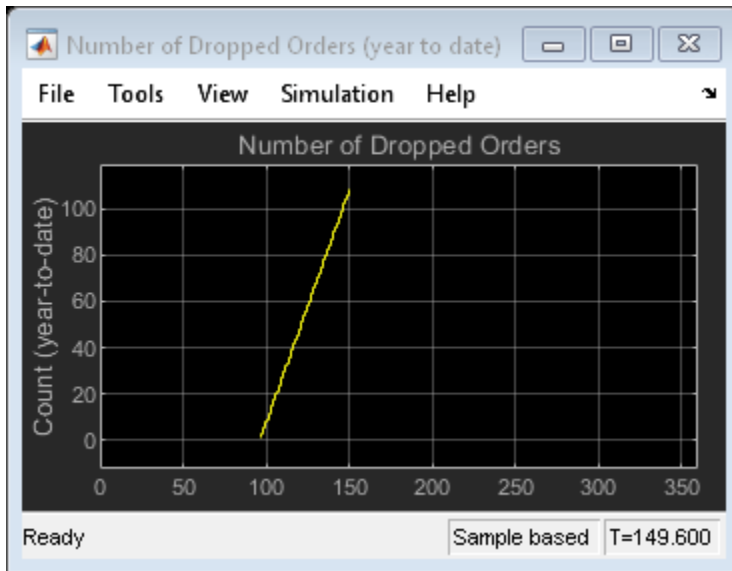 Number of Dropped Orders (year to date)
File Tools View Simulation Help
Number of Dropped Orders
Count (year-to-date)
100
80
60
40
20
0
0 50 100 150 200 250 300 350
Ready Sample based T=149.600